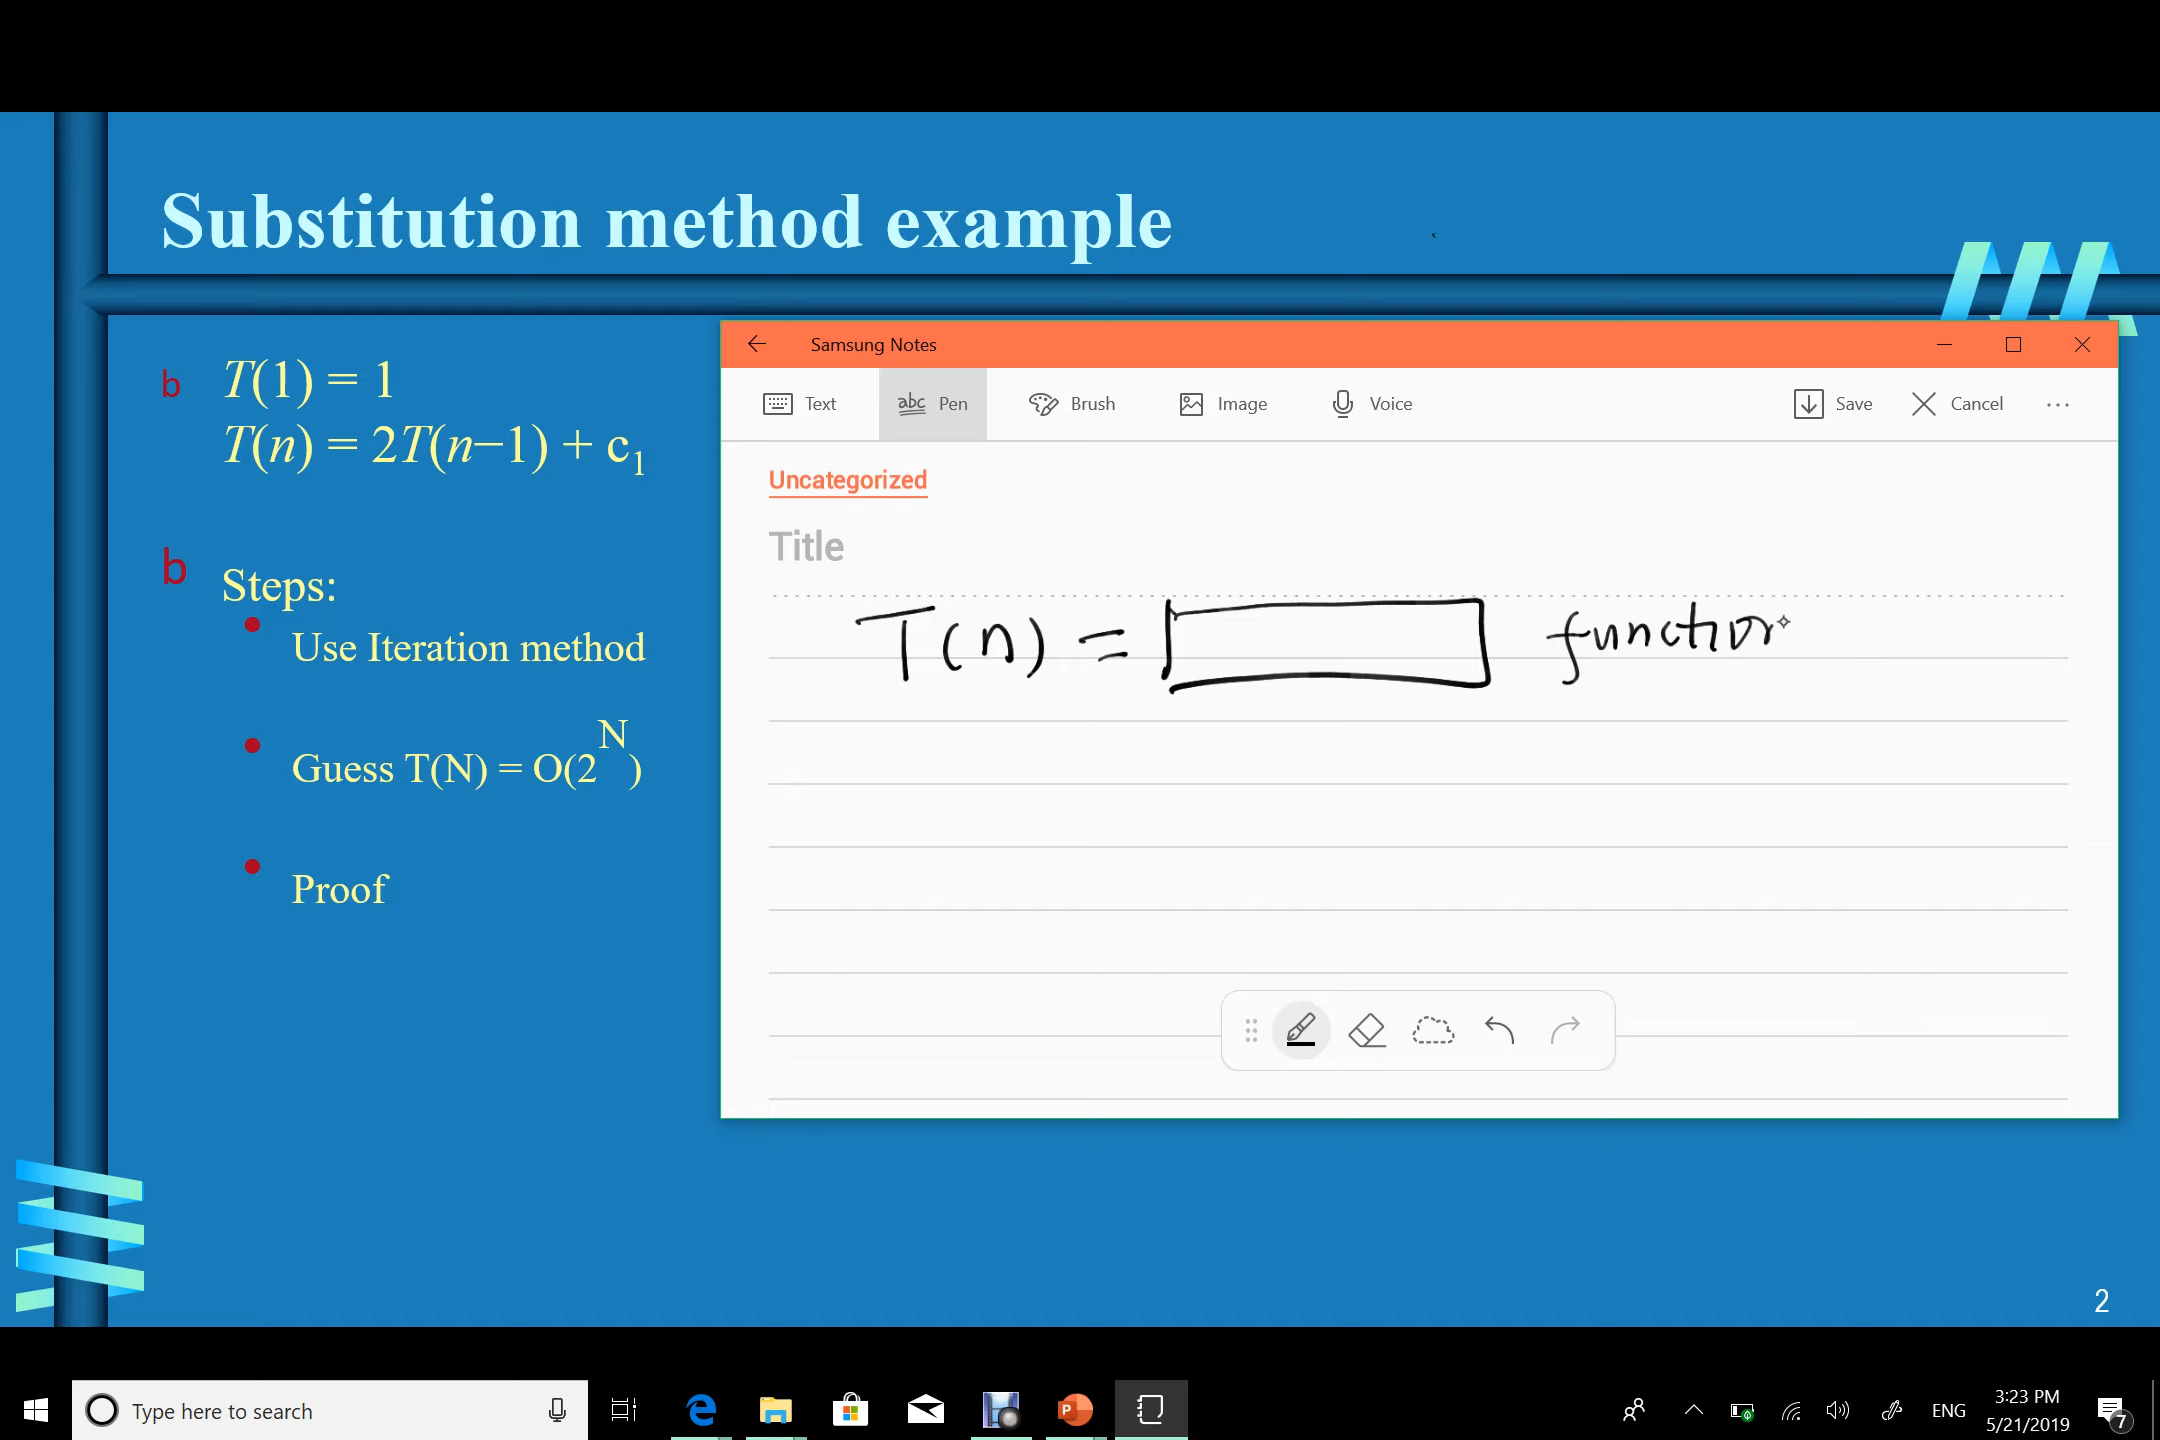 Substitution method example
b T(1) = 1
T(n) = 2T(n−1) + c₁
b Steps:
• Use Iteration method
• Guess T(N) = O(2ᴺ)
• Proof
Samsung Notes
Text abc Pen Brush Image Voice Save Cancel
Uncategorized
Title
T(n) = function
2
Type here to search
ENG
3:23 PM
5/21/2019
7